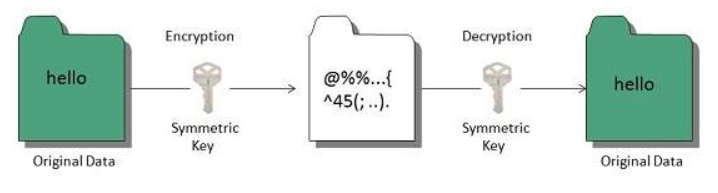 Encryption
Decryption
hello
@%%...{
^45(; ..).
hello
Symmetric
Key
Symmetric
Key
Original Data
Original Data